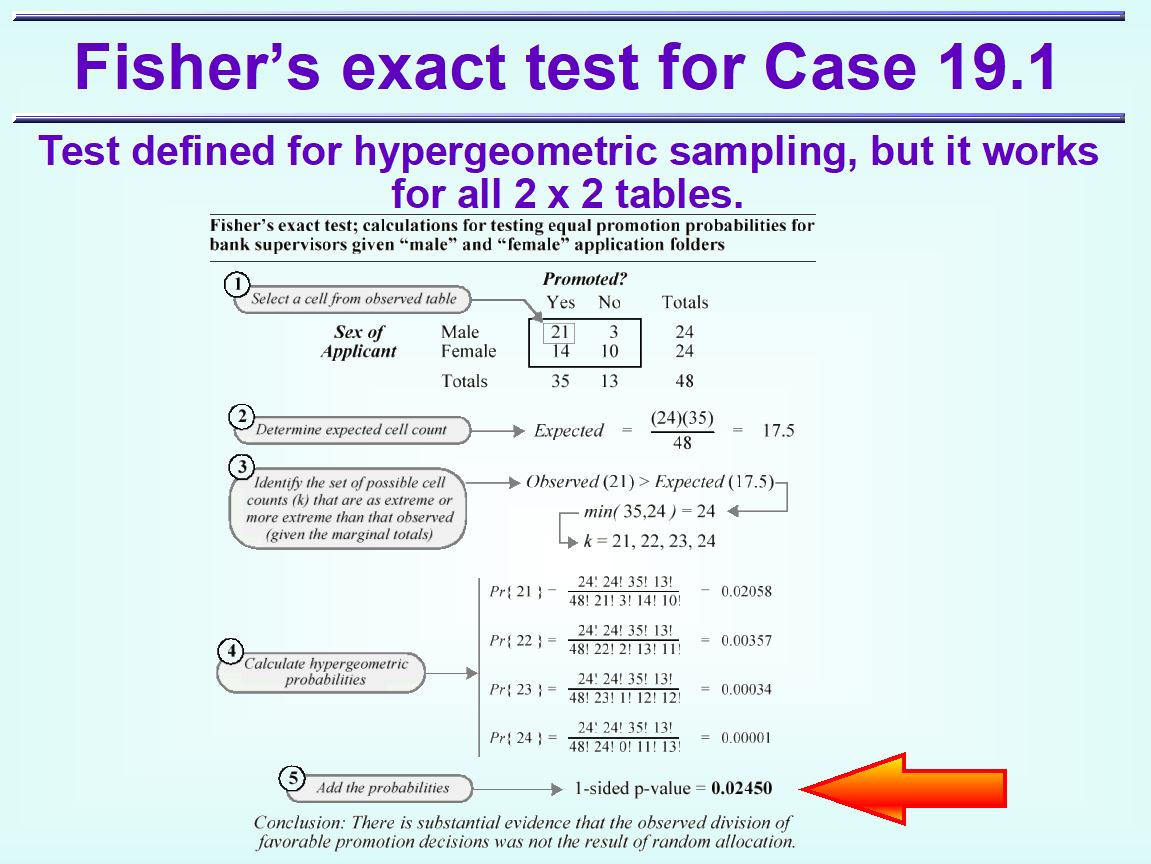 Fisher’s exact test for Case 19.1
Test defined for hypergeometric sampling, but it works
for all 2 x 2 tables.
Fisher’s exact test; calculations for testing equal promotion probabilities for
bank supervisors given “male” and “female” application folders
1
Select a cell from observed table
Promoted?
Yes No Totals
Sex of Male 21 3 24
Applicant Female 14 10 24
Totals 35 13 48
2
Determine expected cell count
Expected = (24)(35) / 48 = 17.5
3
Identify the set of possible cell
counts (k) that are as extreme or
more extreme than that observed
(given the marginal totals)
Observed (21) > Expected (17.5)
min( 35,24 ) = 24
k = 21, 22, 23, 24
4
Calculate hypergeometric
probabilities
Pr{ 21 } = 24! 24! 35! 13! / 48! 21! 3! 14! 10! = 0.02058
Pr{ 22 } = 24! 24! 35! 13! / 48! 22! 2! 13! 11! = 0.00357
Pr{ 23 } = 24! 24! 35! 13! / 48! 23! 1! 12! 12! = 0.00034
Pr{ 24 } = 24! 24! 35! 13! / 48! 24! 0! 11! 13! = 0.00001
5
Add the probabilities
1-sided p-value = 0.02450
Conclusion: There is substantial evidence that the observed division of
favorable promotion decisions was not the result of random allocation.